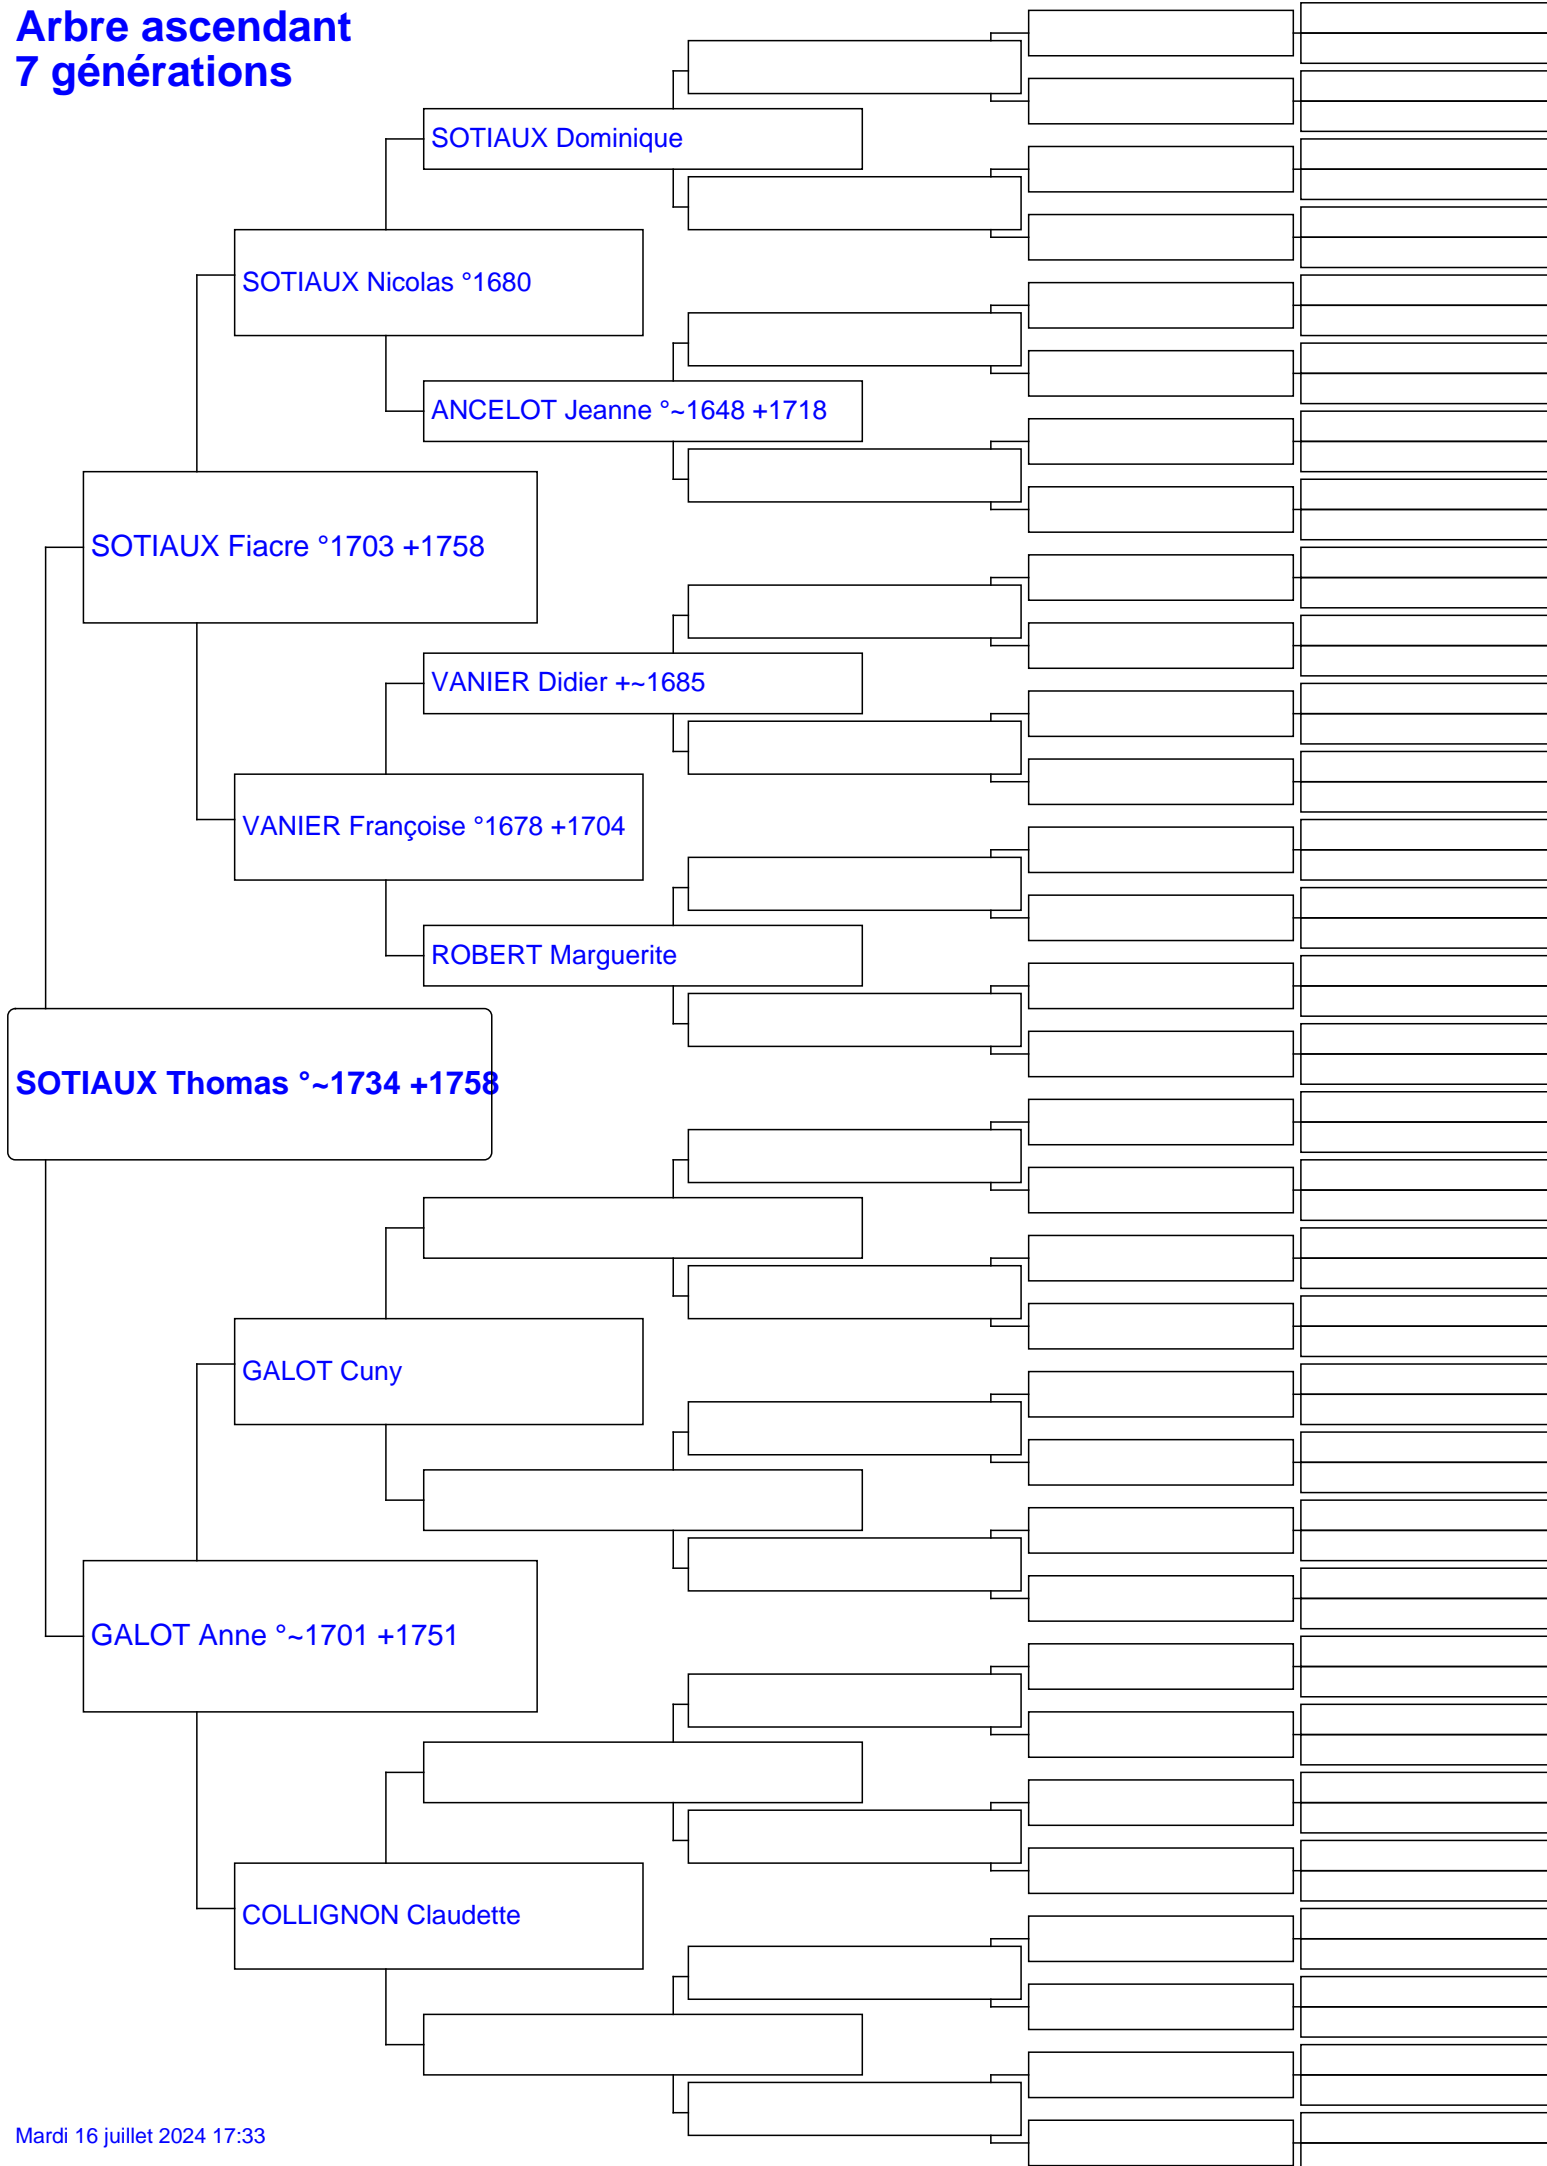 Arbre ascendant
7 générations
SOTIAUX Dominique
SOTIAUX Nicolas °1680
ANCELOT Jeanne °~1648 +1718
SOTIAUX Fiacre °1703 +1758
VANIER Didier +~1685
VANIER Françoise °1678 +1704
ROBERT Marguerite
SOTIAUX Thomas °~1734 +1758
GALOT Cuny
GALOT Anne °~1701 +1751
COLLIGNON Claudette
Mardi 16 juillet 2024 17:33